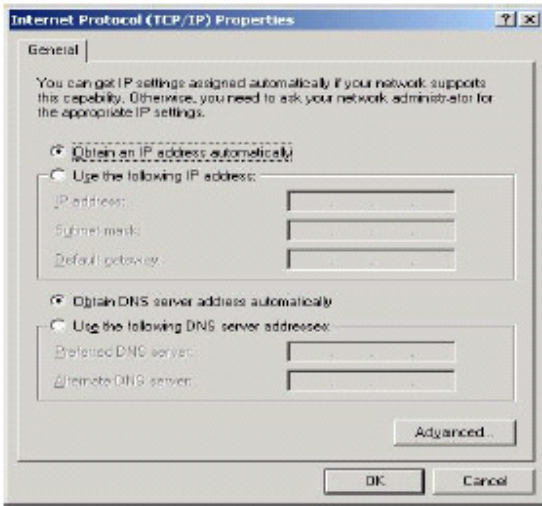 Internet Protocol (TCP/IP) Properties
General
You can get IP settings assigned automatically if your network supports
this capability. Otherwise, you need to ask your network administrator for
the appropriate IP settings.
Obtain an IP address automatically
Use the following IP address:
IP address:
Subnet mask:
Default gateway:
Obtain DNS server address automatically
Use the following DNS server addresses:
Preferred DNS server:
Alternate DNS server:
Advanced...
OK
Cancel